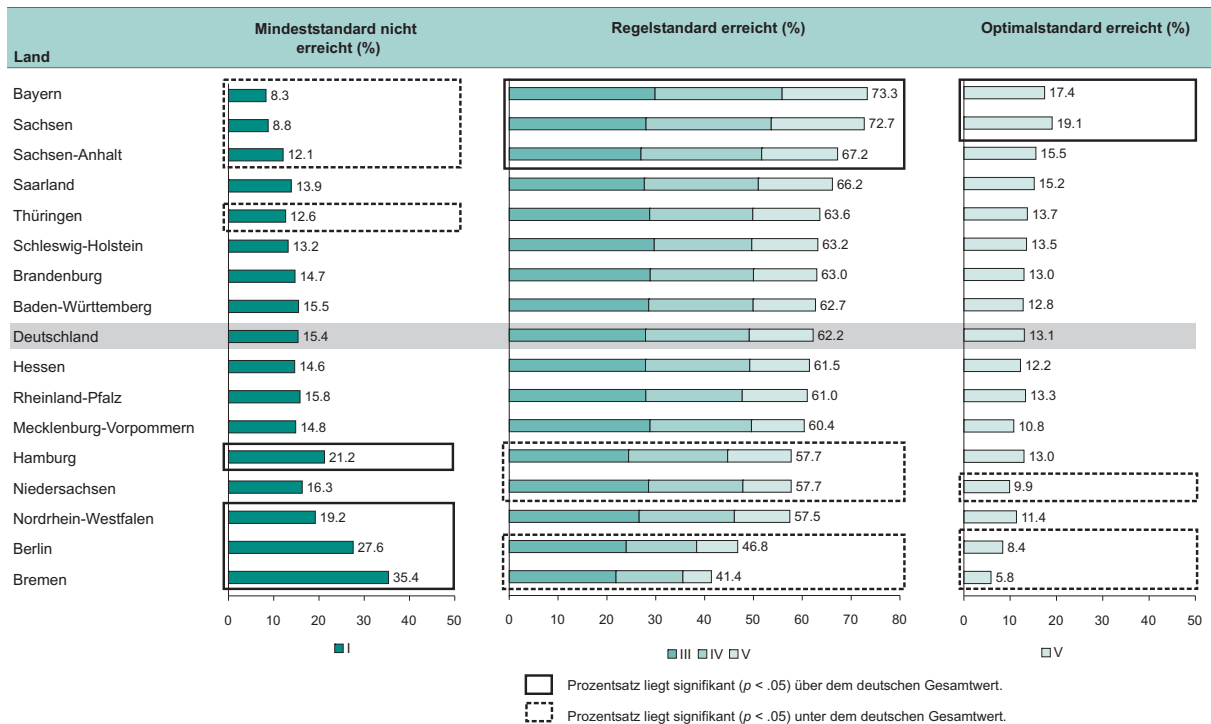 Land
Mindeststandard nicht
erreicht (%)
Regelstandard erreicht (%)
Optimalstandard erreicht (%)
Bayern 8.3 73.3 17.4
Sachsen 8.8 72.7 19.1
Sachsen-Anhalt 12.1 67.2 15.5
Saarland 13.9 66.2 15.2
Thüringen 12.6 63.6 13.7
Schleswig-Holstein 13.2 63.2 13.5
Brandenburg 14.7 63.0 13.0
Baden-Württemberg 15.5 62.7 12.8
Deutschland 15.4 62.2 13.1
Hessen 14.6 61.5 12.2
Rheinland-Pfalz 15.8 61.0 13.3
Mecklenburg-Vorpommern 14.8 60.4 10.8
Hamburg 21.2 57.7 13.0
Niedersachsen 16.3 57.7 9.9
Nordrhein-Westfalen 19.2 57.5 11.4
Berlin 27.6 46.8 8.4
Bremen 35.4 41.4 5.8
0 10 20 30 40 50 0 10 20 30 40 50 60 70 80 0 10 20 30 40 50
I III IV V V
Prozentsatz liegt signifikant (p < .05) über dem deutschen Gesamtwert.
Prozentsatz liegt signifikant (p < .05) unter dem deutschen Gesamtwert.